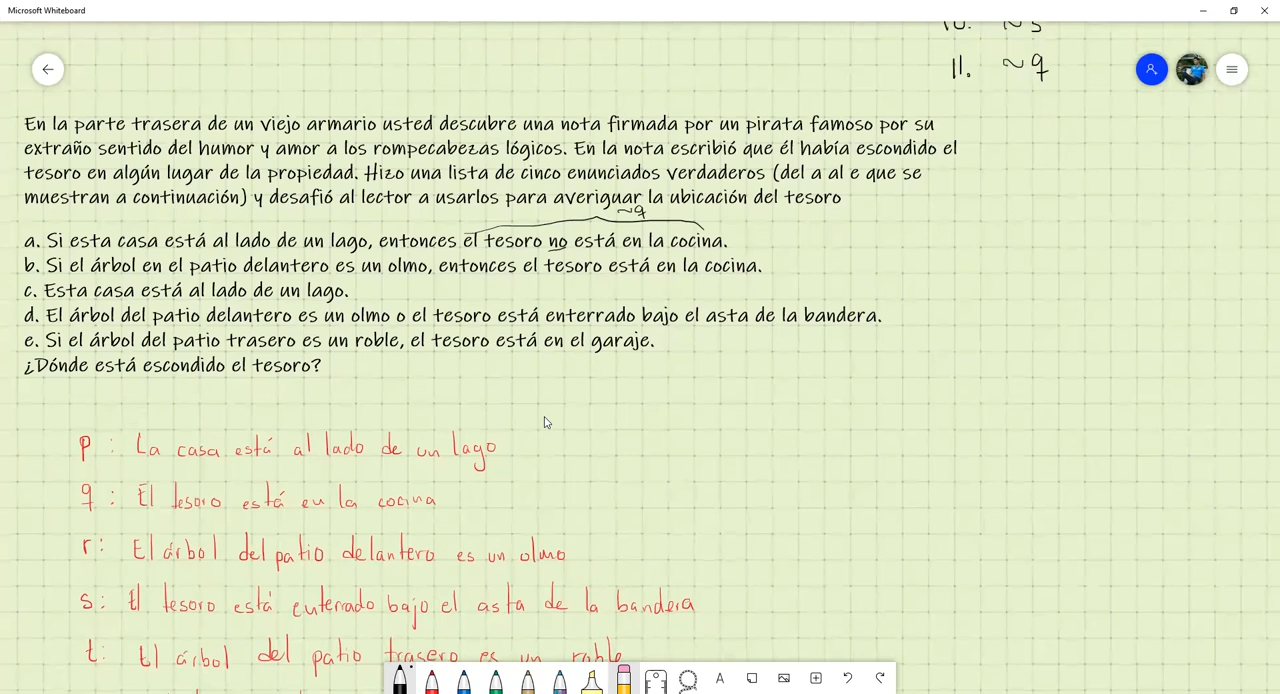 Microsoft Whiteboard
10. ~s
11. ~q
En la parte trasera de un viejo armario usted descubre una nota firmada por un pirata famoso por su
extraño sentido del humor y amor a los rompecabezas lógicos. En la nota escribió que él había escondido el
tesoro en algún lugar de la propiedad. Hizo una lista de cinco enunciados verdaderos (del a al e que se
muestran a continuación) y desafió al lector a usarlos para averiguar la ubicación del tesoro
~q
a. Si esta casa está al lado de un lago, entonces el tesoro no está en la cocina.
b. Si el árbol en el patio delantero es un olmo, entonces el tesoro está en la cocina.
c. Esta casa está al lado de un lago.
d. El árbol del patio delantero es un olmo o el tesoro está enterrado bajo el asta de la bandera.
e. Si el árbol del patio trasero es un roble, el tesoro está en el garaje.
¿Dónde está escondido el tesoro?
p: La casa está al lado de un lago
q: El tesoro está en la cocina
r: El árbol del patio delantero es un olmo
s: El tesoro está enterrado bajo el asta de la bandera
t: El árbol del patio trasero es un roble